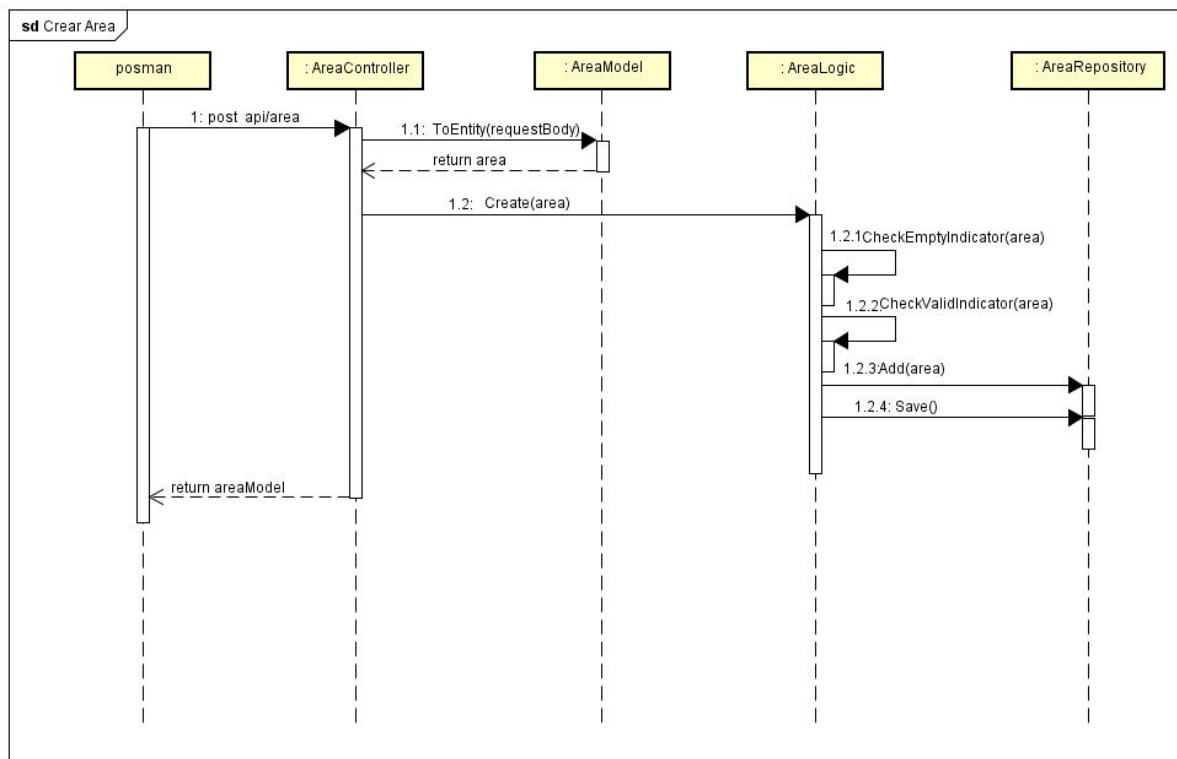 sd Crear Area
posman
: AreaController
: AreaModel
: AreaLogic
: AreaRepository
1: post api/area
1.1: ToEntity(requestBody)
return area
1.2: Create(area)
1.2.1CheckEmptyIndicator(area)
1.2.2:CheckValidIndicator(area)
1.2.3:Add(area)
1.2.4: Save()
return areaModel